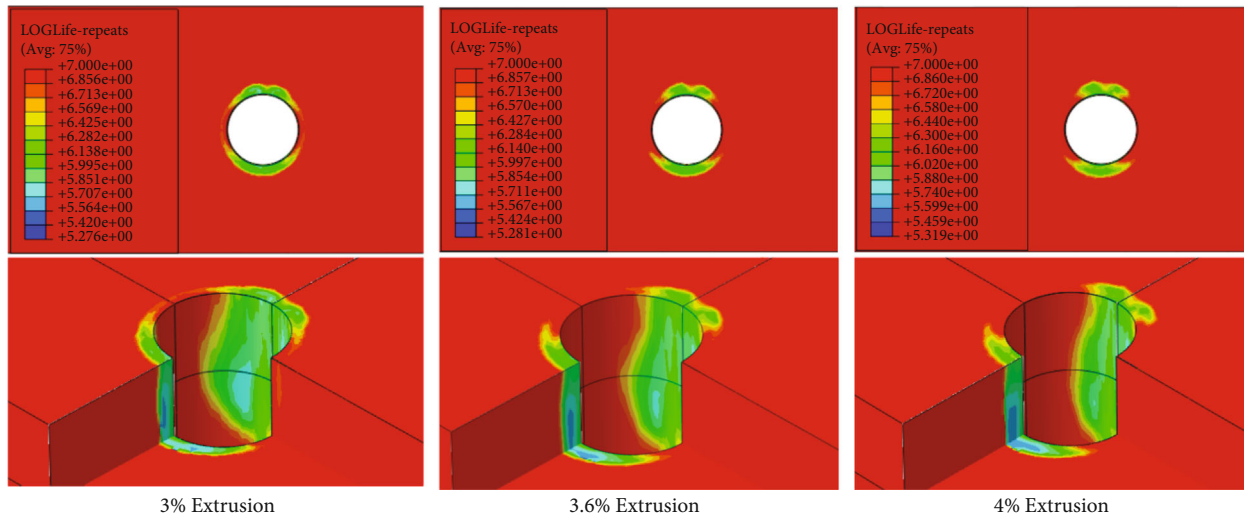 LOGLife-repeats
(Avg: 75%)
+7.000e+00
+6.856e+00
+6.713e+00
+6.569e+00
+6.425e+00
+6.282e+00
+6.138e+00
+5.995e+00
+5.851e+00
+5.707e+00
+5.564e+00
+5.420e+00
+5.276e+00
LOGLife-repeats
(Avg: 75%)
+7.000e+00
+6.857e+00
+6.713e+00
+6.570e+00
+6.427e+00
+6.284e+00
+6.140e+00
+5.997e+00
+5.854e+00
+5.711e+00
+5.567e+00
+5.424e+00
+5.281e+00
LOGLife-repeats
(Avg: 75%)
+7.000e+00
+6.860e+00
+6.720e+00
+6.580e+00
+6.440e+00
+6.300e+00
+6.160e+00
+6.020e+00
+5.880e+00
+5.740e+00
+5.599e+00
+5.459e+00
+5.319e+00
3% Extrusion
3.6% Extrusion
4% Extrusion